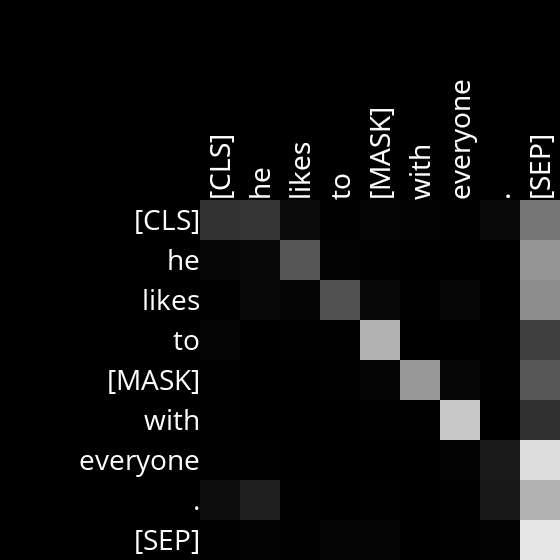 [CLS]
he
likes
to
[MASK]
with
everyone
.
[SEP]
[CLS]
he
likes
to
[MASK]
with
everyone
.
[SEP]